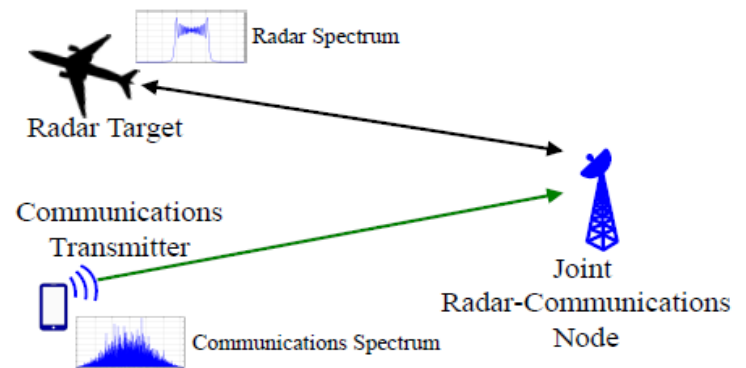 Radar Spectrum
Radar Target
Communications
Transmitter
Joint
Radar-Communications
Node
Communications Spectrum